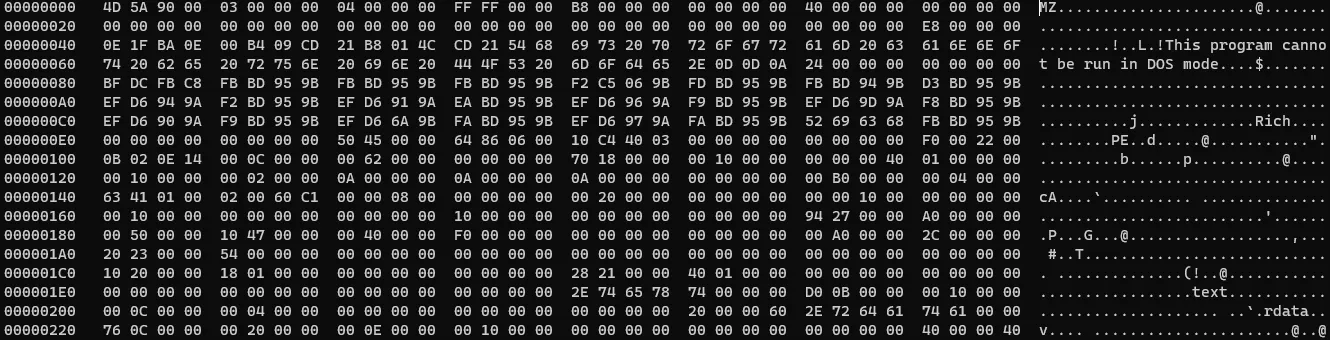 00000000 4D 5A 90 00 03 00 00 00 04 00 00 00 FF FF 00 00 B8 00 00 00 00 00 00 00 40 00 00 00 00 00 00 00 MZ......................@.......
00000020 00 00 00 00 00 00 00 00 00 00 00 00 00 00 00 00 00 00 00 00 00 00 00 00 00 00 00 00 E8 00 00 00 ................................
00000040 0E 1F BA 0E 00 B4 09 CD 21 B8 01 4C CD 21 54 68 69 73 20 70 72 6F 67 72 61 6D 20 63 61 6E 6E 6F ........!..L.!This program canno
00000060 74 20 62 65 20 72 75 6E 20 69 6E 20 44 4F 53 20 6D 6F 64 65 2E 0D 0D 0A 24 00 00 00 00 00 00 00 t be run in DOS mode....$.......
00000080 BF DC FB C8 FB BD 95 9B FB BD 95 9B FB BD 95 9B F2 C5 06 9B FD BD 95 9B FB BD 94 9B D3 BD 95 9B ................................
000000A0 EF D6 94 9A F2 BD 95 9B EF D6 91 9A EA BD 95 9B EF D6 96 9A F9 BD 95 9B EF D6 9D 9A F8 BD 95 9B ................................
000000C0 EF D6 90 9A F9 BD 95 9B EF D6 6A 9B FA BD 95 9B EF D6 97 9A FA BD 95 9B 52 69 63 68 FB BD 95 9B ..........j.............Rich....
000000E0 00 00 00 00 00 00 00 00 50 45 00 00 64 86 06 00 10 C4 40 03 00 00 00 00 00 00 00 00 F0 00 22 00 ........PE..d.....@...........".
00000100 0B 02 0E 14 00 0C 00 00 00 62 00 00 00 00 00 00 70 18 00 00 00 10 00 00 00 00 00 40 01 00 00 00 .........b......p..........@....
00000120 00 10 00 00 00 02 00 00 0A 00 00 00 0A 00 00 00 0A 00 00 00 00 00 00 00 00 B0 00 00 00 04 00 00 ................................
00000140 63 41 01 00 02 00 60 C1 00 00 08 00 00 00 00 00 00 20 00 00 00 00 00 00 00 00 10 00 00 00 00 00 cA....`.......... ..............
00000160 00 10 00 00 00 00 00 00 00 00 00 00 10 00 00 00 00 00 00 00 00 00 00 00 94 27 00 00 A0 00 00 00 .........................'......
00000180 00 50 00 00 10 47 00 00 00 40 00 00 F0 00 00 00 00 00 00 00 00 00 00 00 00 A0 00 00 2C 00 00 00 .P...G...@..................,...
000001A0 20 23 00 00 54 00 00 00 00 00 00 00 00 00 00 00 00 00 00 00 00 00 00 00 00 00 00 00 00 00 00 00  #..T...........................
000001C0 10 20 00 00 18 01 00 00 00 00 00 00 00 00 00 00 28 21 00 00 40 01 00 00 00 00 00 00 00 00 00 00 . ..............(!..@...........
000001E0 00 00 00 00 00 00 00 00 00 00 00 00 00 00 00 00 2E 74 65 78 74 00 00 00 D0 0B 00 00 00 10 00 00 .................text...........
00000200 00 0C 00 00 00 04 00 00 00 00 00 00 00 00 00 00 00 00 00 00 20 00 00 60 2E 72 64 61 74 61 00 00 .................... ..`.rdata..
00000220 76 0C 00 00 00 20 00 00 00 0E 00 00 00 10 00 00 00 00 00 00 00 00 00 00 00 00 00 00 40 00 00 40 v.... ......................@..@